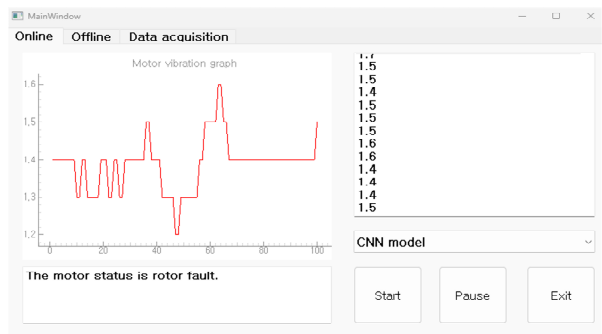 MainWindow
Online Offline Data acquisition
Motor vibration graph
1.6
1.5
1.4
1.3
1.2
0 20 40 60 80 100
The motor status is rotor fault.
1.7
1.5
1.5
1.4
1.5
1.5
1.5
1.6
1.6
1.4
1.4
1.4
1.5
CNN model
Start Pause Exit